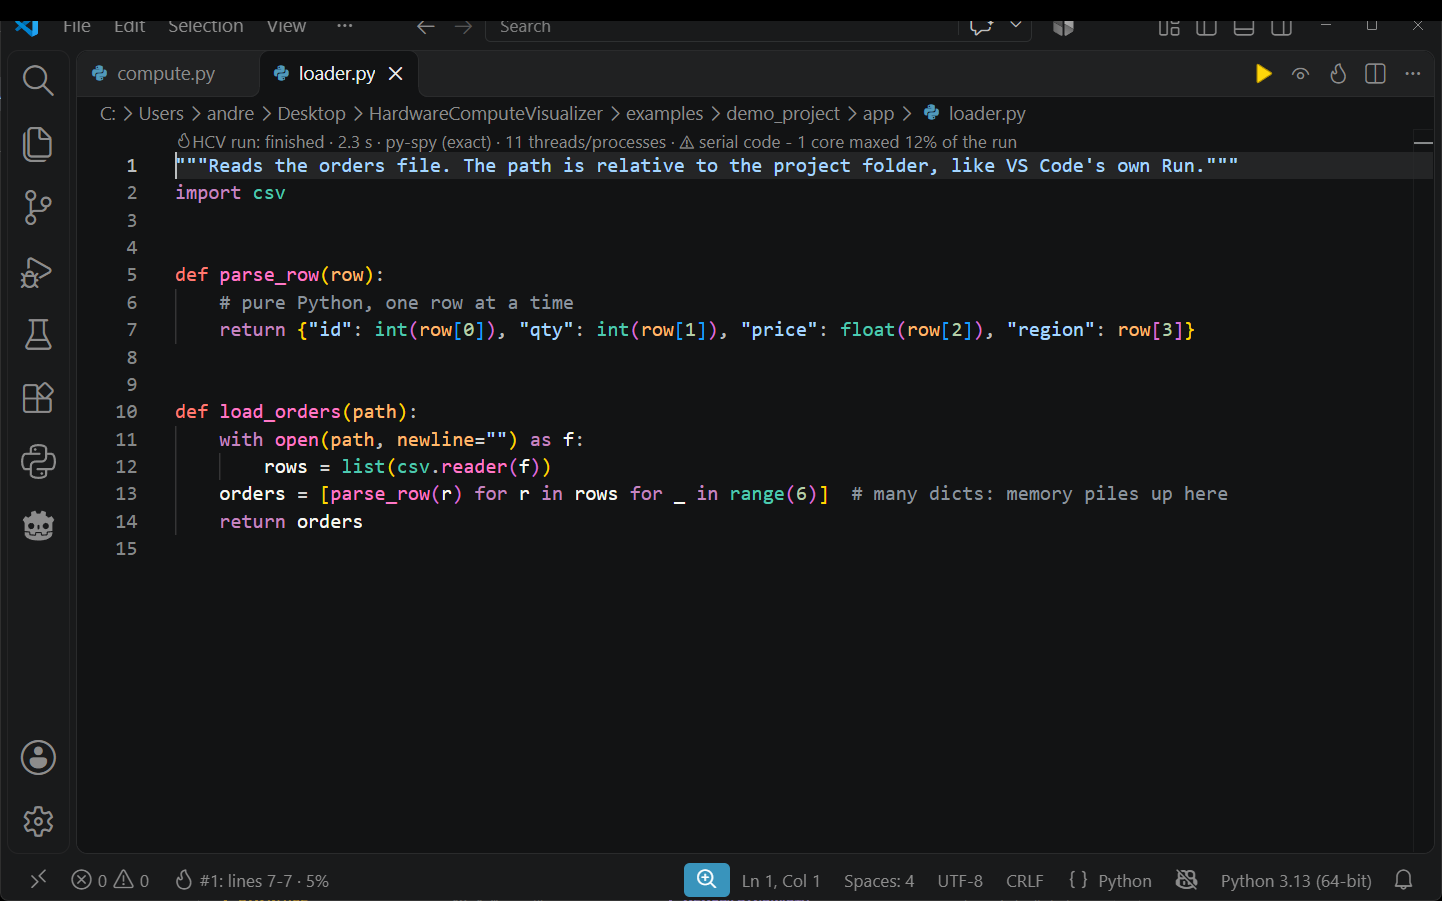 File Edit Selection View ··· Search
compute.py loader.py
C: > Users > andre > Desktop > HardwareComputeVisualizer > examples > demo_project > app > loader.py
HCV run: finished · 2.3 s · py-spy (exact) · 11 threads/processes · ⚠ serial code - 1 core maxed 12% of the run
1 """Reads the orders file. The path is relative to the project folder, like VS Code's own Run."""
2 import csv
3
4
5 def parse_row(row):
6     # pure Python, one row at a time
7     return {"id": int(row[0]), "qty": int(row[1]), "price": float(row[2]), "region": row[3]}
8
9
10 def load_orders(path):
11     with open(path, newline="") as f:
12         rows = list(csv.reader(f))
13     orders = [parse_row(r) for r in rows for _ in range(6)]  # many dicts: memory piles up here
14     return orders
15
0 0 #1: lines 7-7 · 5% Ln 1, Col 1 Spaces: 4 UTF-8 CRLF { } Python Python 3.13 (64-bit)